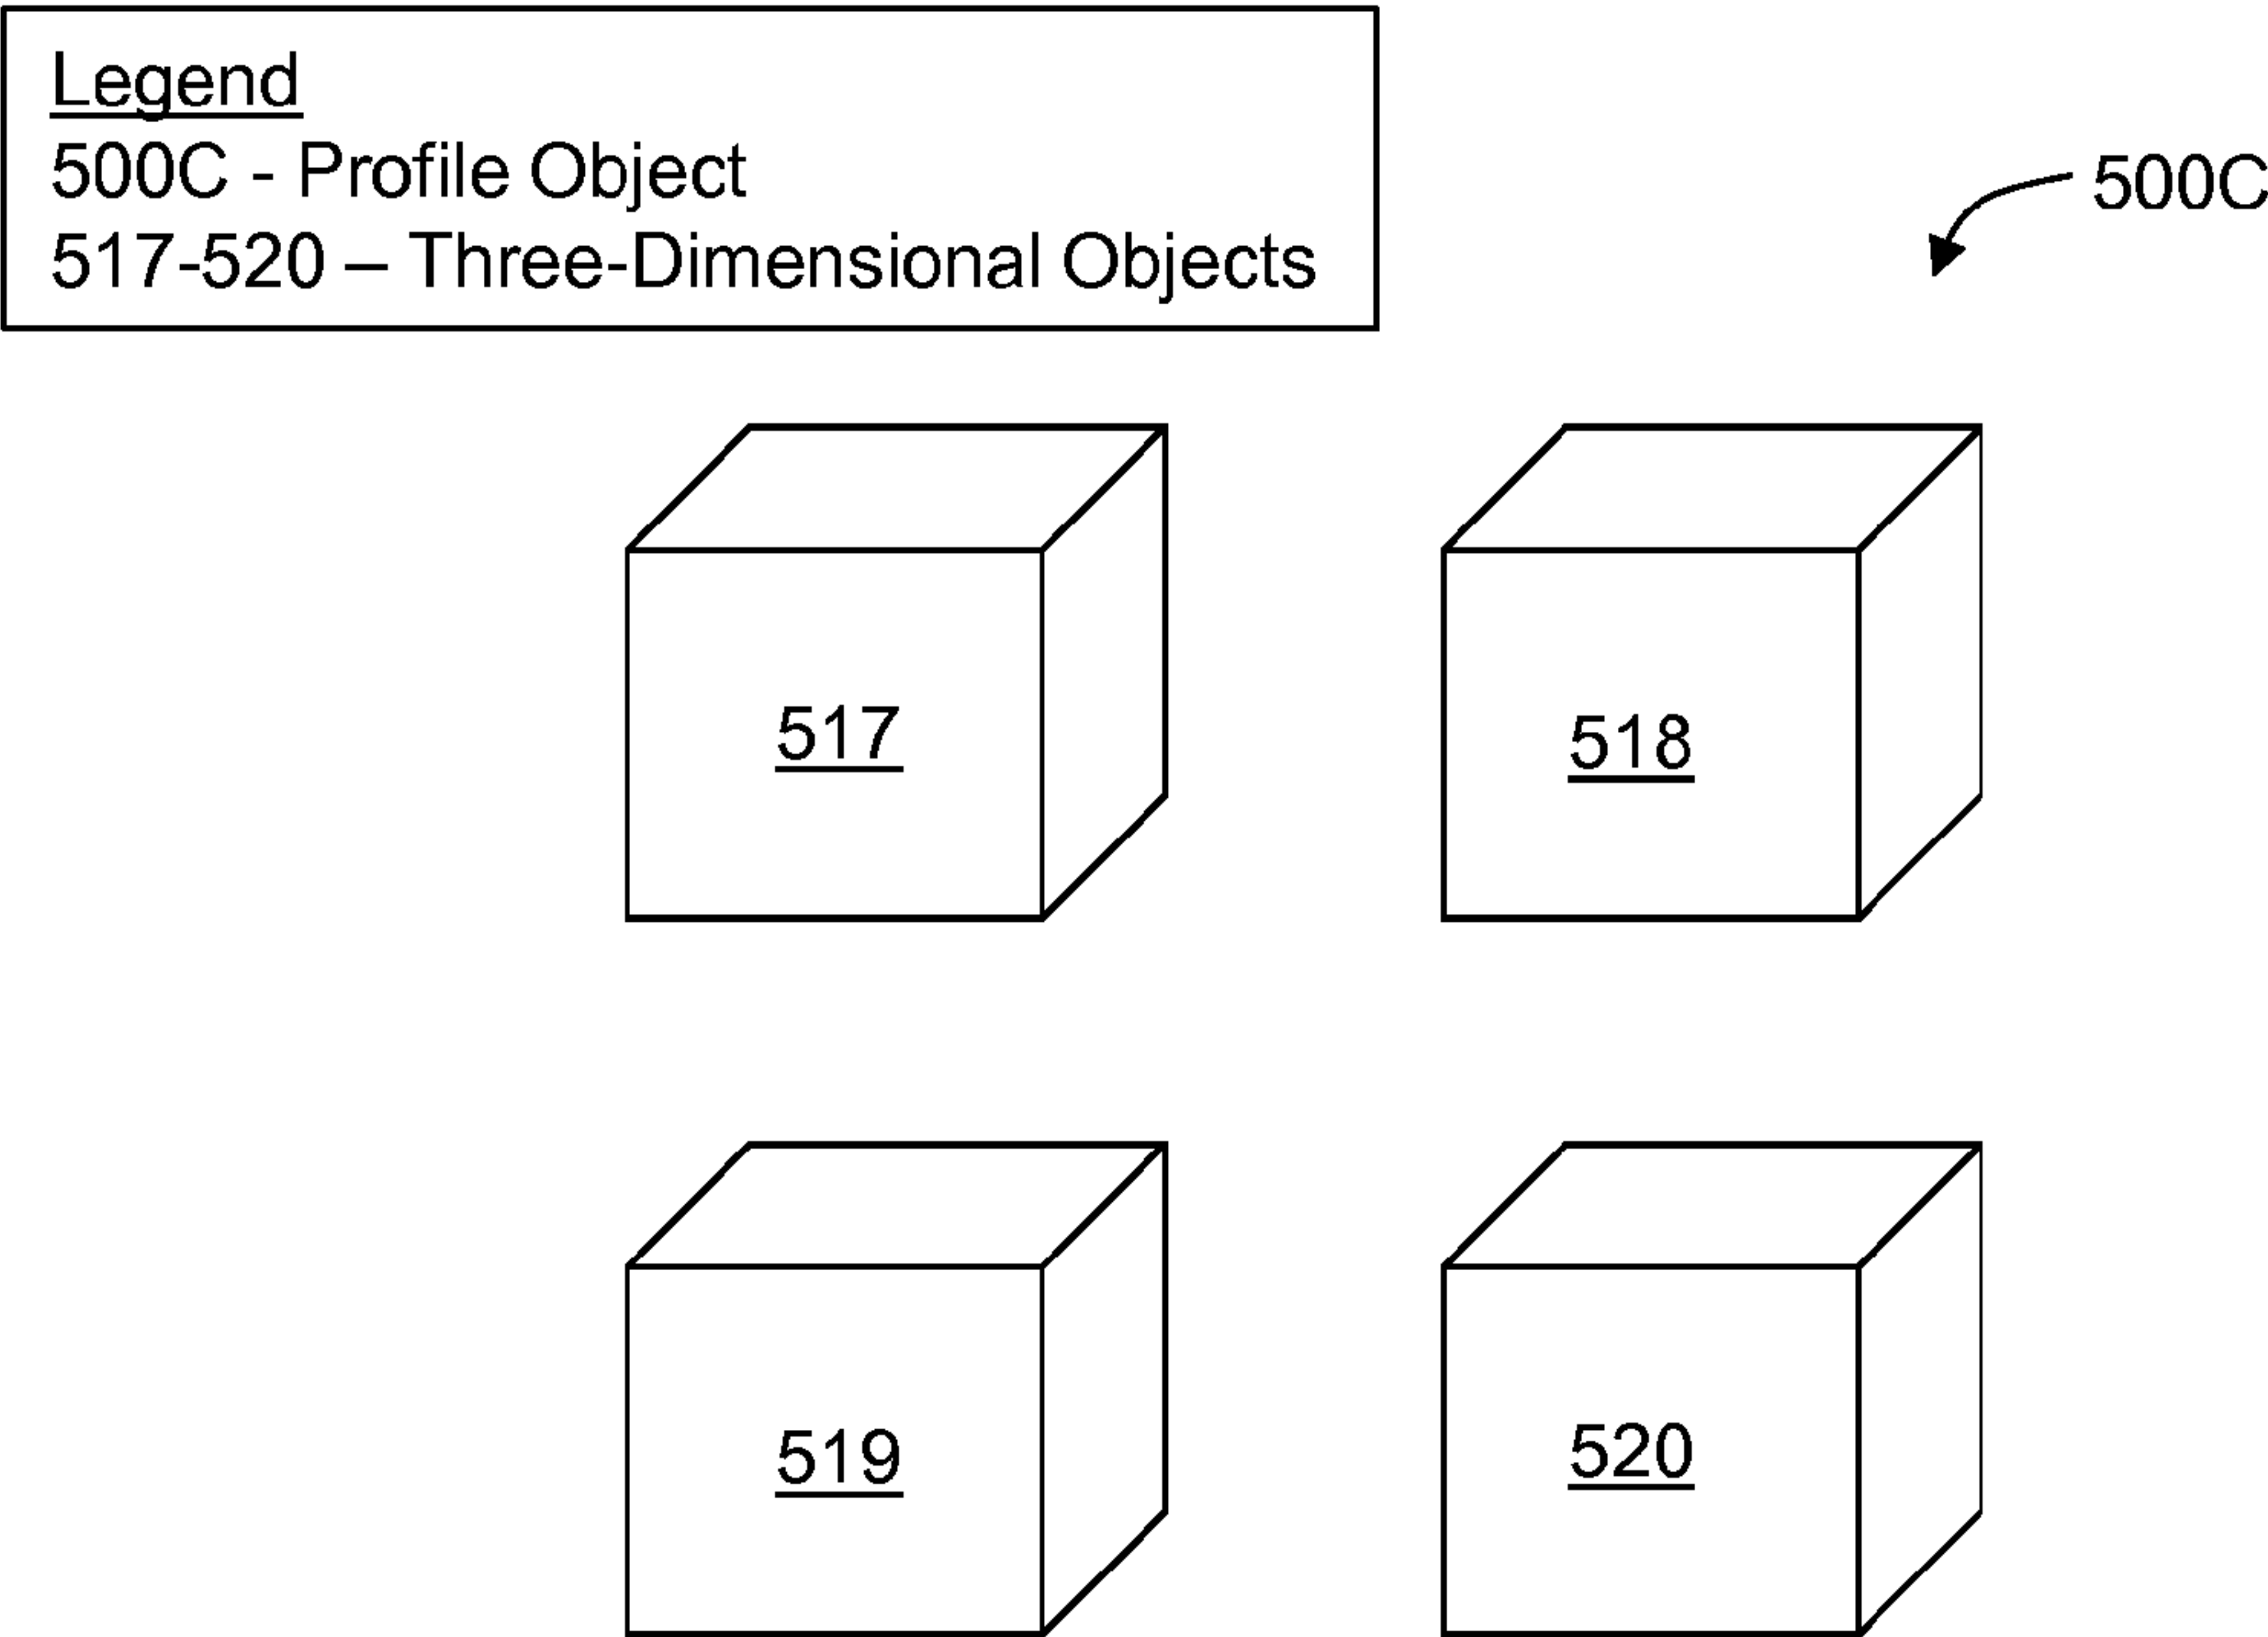 Legend
500C - Profile Object
517-520 – Three-Dimensional Objects
500C
517
518
519
520